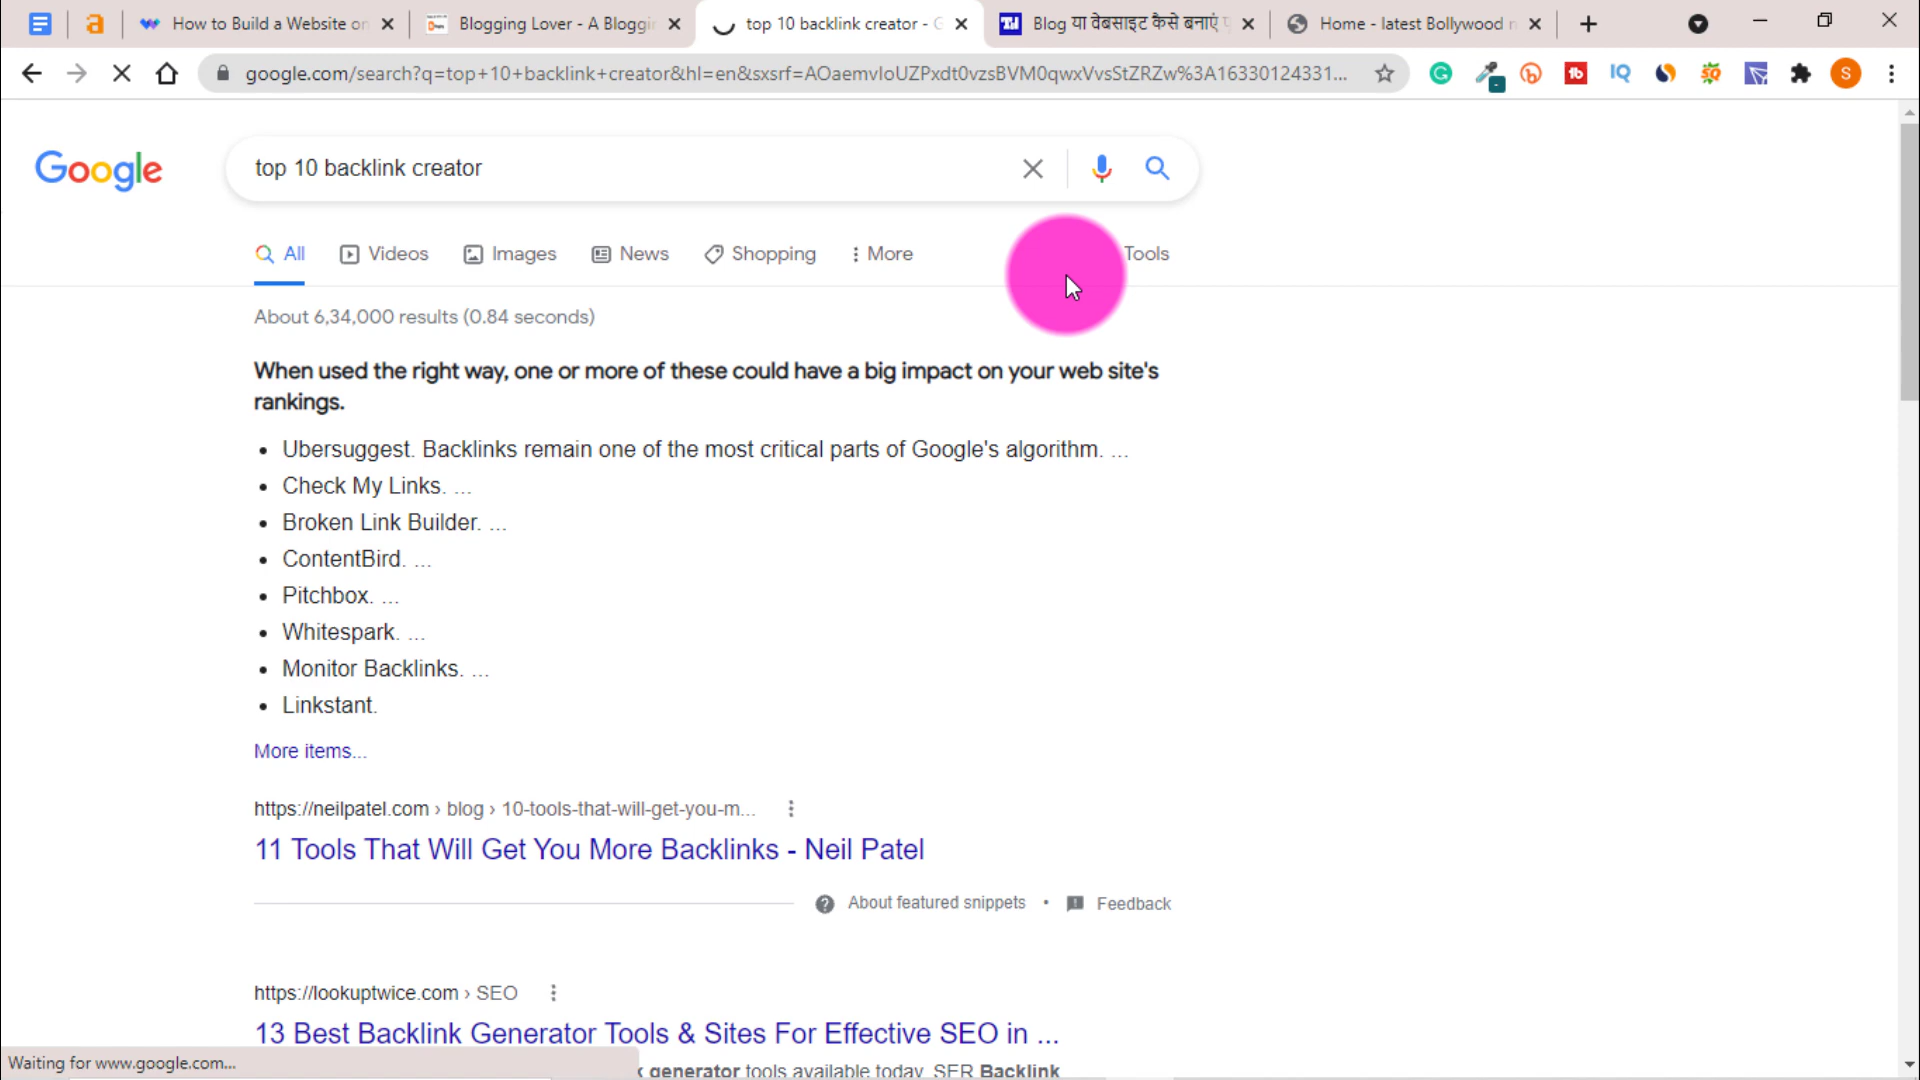 How to Build a Website on
Blogging Lover - A Bloggin
top 10 backlink creator - G
Blog या वेबसाइट कैसे बनाएं
Home - latest Bollywood n
google.com/search?q=top+10+backlink+creator&hl=en&sxsrf=AOaemvIoUZPxdt0vzsBVM0qwxVvsStZRZw%3A16330124331...
S
Google
top 10 backlink creator
All Videos Images News Shopping More Tools
About 6,34,000 results (0.84 seconds)
When used the right way, one or more of these could have a big impact on your web site's
rankings.
• Ubersuggest. Backlinks remain one of the most critical parts of Google's algorithm. ...
• Check My Links. ...
• Broken Link Builder. ...
• ContentBird. ...
• Pitchbox. ...
• Whitespark. ...
• Monitor Backlinks. ...
• Linkstant.
More items...
https://neilpatel.com › blog › 10-tools-that-will-get-you-m...
11 Tools That Will Get You More Backlinks - Neil Patel
About featured snippets • Feedback
https://lookuptwice.com › SEO
13 Best Backlink Generator Tools & Sites For Effective SEO in ...
generator tools available today. SER Backlink
Waiting for www.google.com...